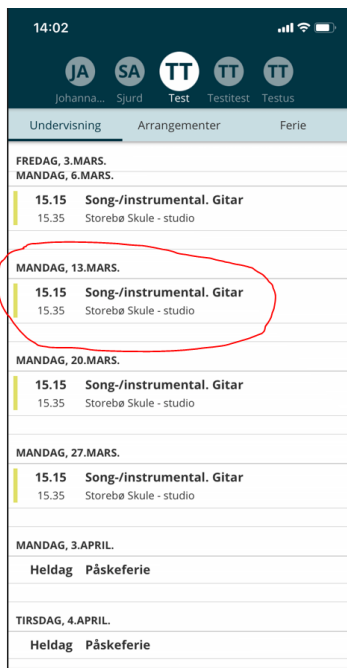 14:02
JA SA TT TT TT
Johanna... Sjurd Test Testitest Testus
Undervisning Arrangementer Ferie
FREDAG, 3.MARS.
MANDAG, 6.MARS.
15.15 Song-/instrumental. Gitar
15.35 Storebø Skule - studio
MANDAG, 13.MARS.
15.15 Song-/instrumental. Gitar
15.35 Storebø Skule - studio
MANDAG, 20.MARS.
15.15 Song-/instrumental. Gitar
15.35 Storebø Skule - studio
MANDAG, 27.MARS.
15.15 Song-/instrumental. Gitar
15.35 Storebø Skule - studio
MANDAG, 3.APRIL.
Heldag Påskeferie
TIRSDAG, 4.APRIL.
Heldag Påskeferie